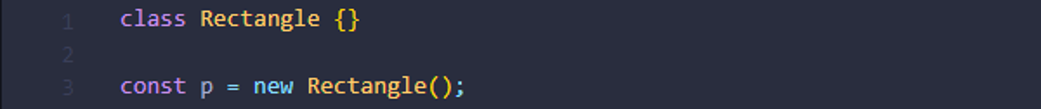 1 class Rectangle {}
2
3 const p = new Rectangle();